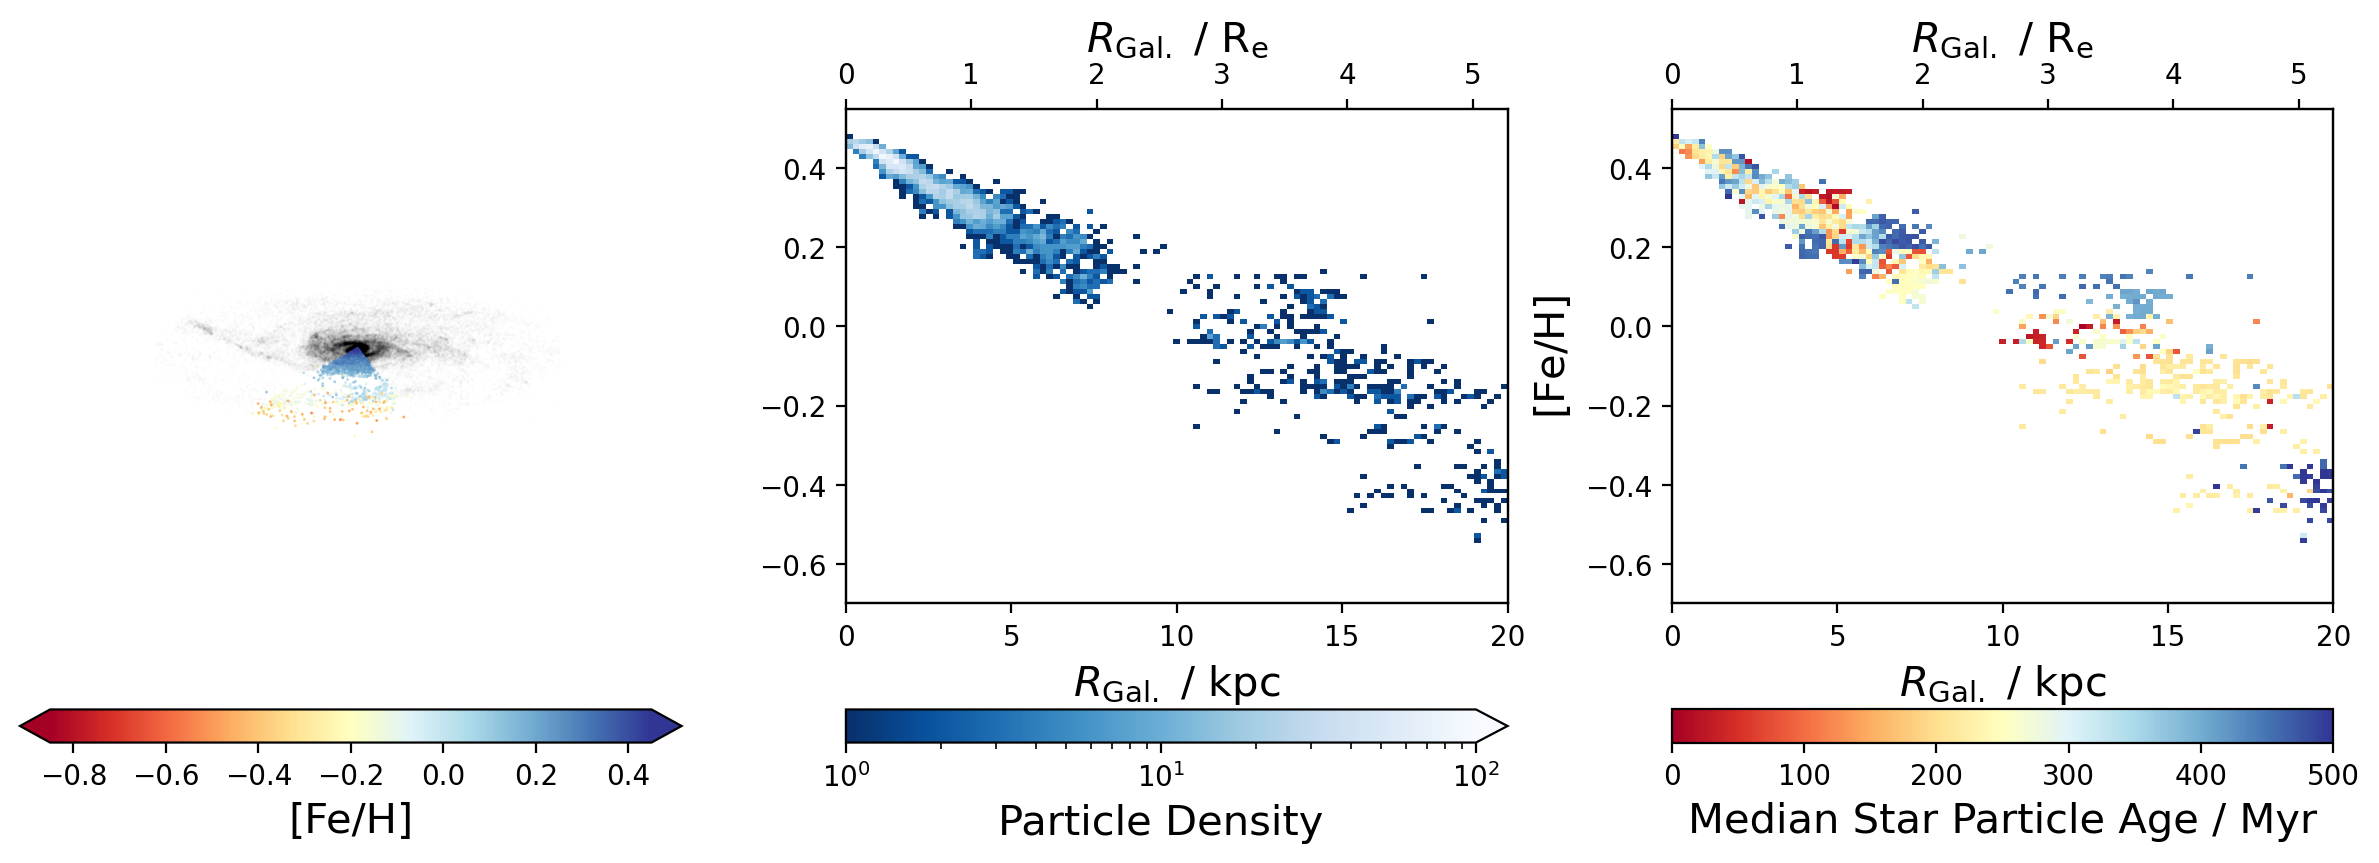 −0.8 −0.6 −0.4 −0.2 0.0 0.2 0.4
[Fe/H]
R_Gal. / R_e
0 1 2 3 4 5
0.4
0.2
0.0
−0.2
−0.4
−0.6
0 5 10 15 20
R_Gal. / kpc
10^0 10^1 10^2
Particle Density
R_Gal. / R_e
0 1 2 3 4 5
[Fe/H]
0.4
0.2
0.0
−0.2
−0.4
−0.6
0 5 10 15 20
R_Gal. / kpc
0 100 200 300 400 500
Median Star Particle Age / Myr